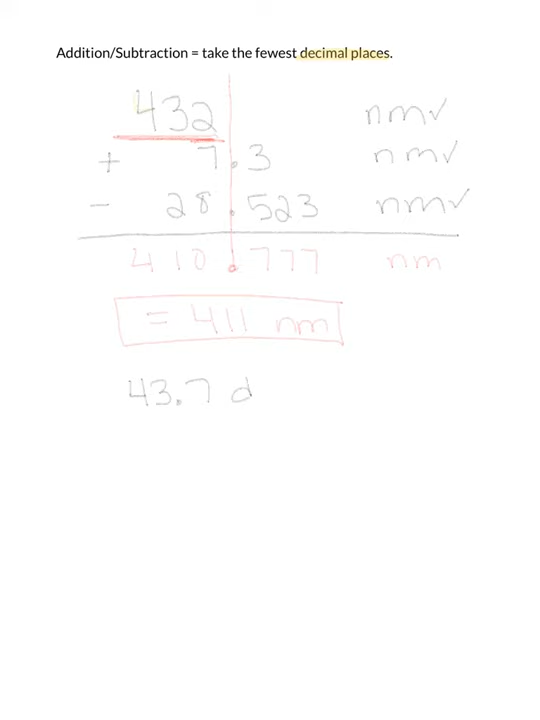 Addition/Subtraction = take the fewest decimal places.
432 nm✓
+ 7.3 nm✓
- 28.523 nm✓
410.777 nm
= 411 nm
43.7 d